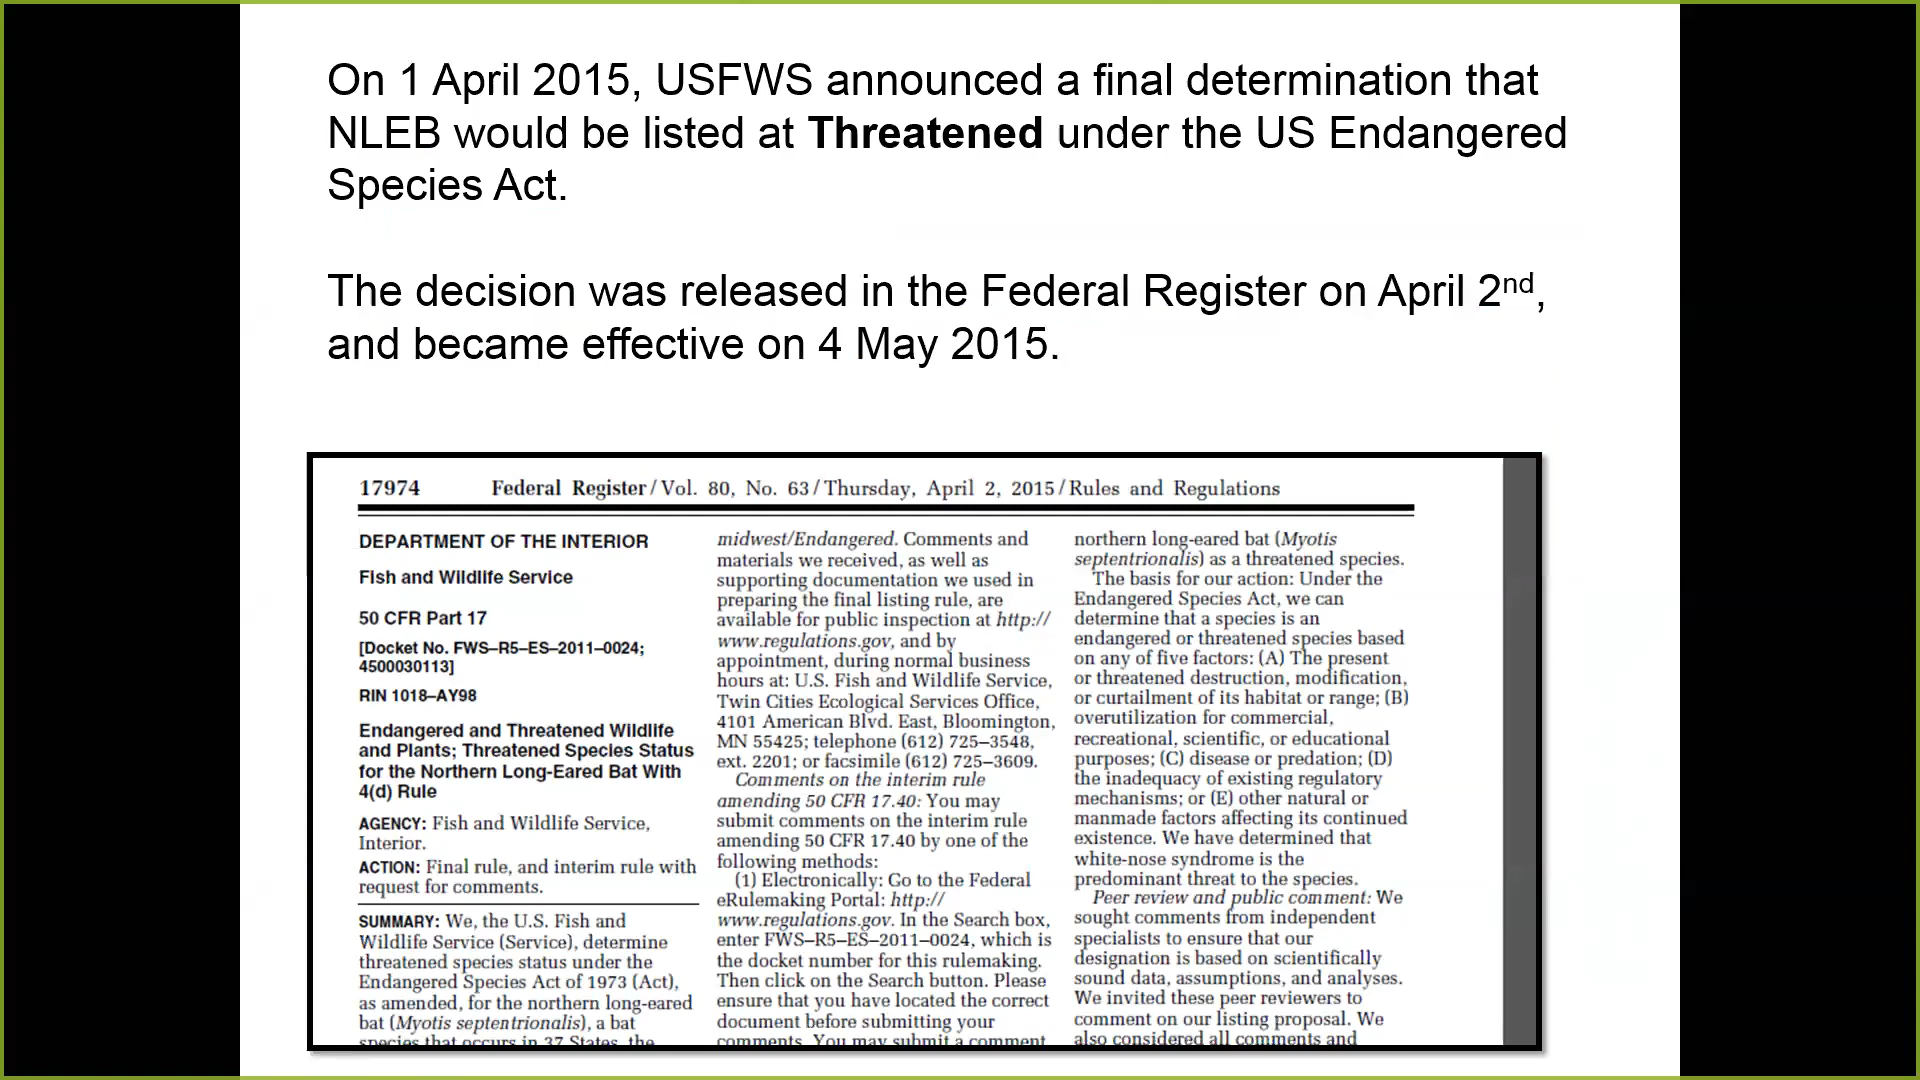 On 1 April 2015, USFWS announced a final determination that
NLEB would be listed at Threatened under the US Endangered
Species Act.
The decision was released in the Federal Register on April 2nd,
and became effective on 4 May 2015.
17974 Federal Register / Vol. 80, No. 63 / Thursday, April 2, 2015 / Rules and Regulations
DEPARTMENT OF THE INTERIOR
Fish and Wildlife Service
50 CFR Part 17
[Docket No. FWS–R5–ES–2011–0024;
4500030113]
RIN 1018–AY98
Endangered and Threatened Wildlife
and Plants; Threatened Species Status
for the Northern Long-Eared Bat With
4(d) Rule
AGENCY: Fish and Wildlife Service,
Interior.
ACTION: Final rule, and interim rule with
request for comments.
SUMMARY: We, the U.S. Fish and
Wildlife Service (Service), determine
threatened species status under the
Endangered Species Act of 1973 (Act),
as amended, for the northern long-eared
bat (Myotis septentrionalis), a bat
species that occurs in 37 States, the
midwest/Endangered. Comments and
materials we received, as well as
supporting documentation we used in
preparing the final listing rule, are
available for public inspection at http://
www.regulations.gov, and by
appointment, during normal business
hours at: U.S. Fish and Wildlife Service,
Twin Cities Ecological Services Office,
4101 American Blvd. East, Bloomington,
MN 55425; telephone (612) 725–3548,
ext. 2201; or facsimile (612) 725–3609.
Comments on the interim rule
amending 50 CFR 17.40: You may
submit comments on the interim rule
amending 50 CFR 17.40 by one of the
following methods:
(1) Electronically: Go to the Federal
eRulemaking Portal: http://
www.regulations.gov. In the Search box,
enter FWS–R5–ES–2011–0024, which is
the docket number for this rulemaking.
Then click on the Search button. Please
ensure that you have located the correct
document before submitting your
comments. You may submit a comment
northern long-eared bat (Myotis
septentrionalis) as a threatened species.
The basis for our action: Under the
Endangered Species Act, we can
determine that a species is an
endangered or threatened species based
on any of five factors: (A) The present
or threatened destruction, modification,
or curtailment of its habitat or range; (B)
overutilization for commercial,
recreational, scientific, or educational
purposes; (C) disease or predation; (D)
the inadequacy of existing regulatory
mechanisms; or (E) other natural or
manmade factors affecting its continued
existence. We have determined that
white-nose syndrome is the
predominant threat to the species.
Peer review and public comment: We
sought comments from independent
specialists to ensure that our
designation is based on scientifically
sound data, assumptions, and analyses.
We invited these peer reviewers to
comment on our listing proposal. We
also considered all comments and